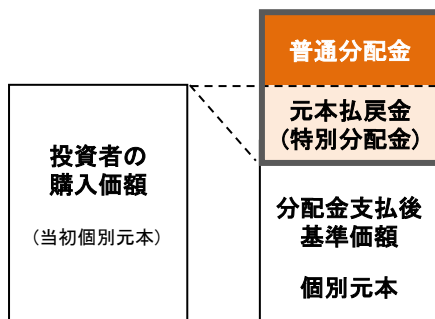 普通分配金
元本払戻金
（特別分配金）
投資者の
購入価額
（当初個別元本）
分配金支払後
基準価額
個別元本